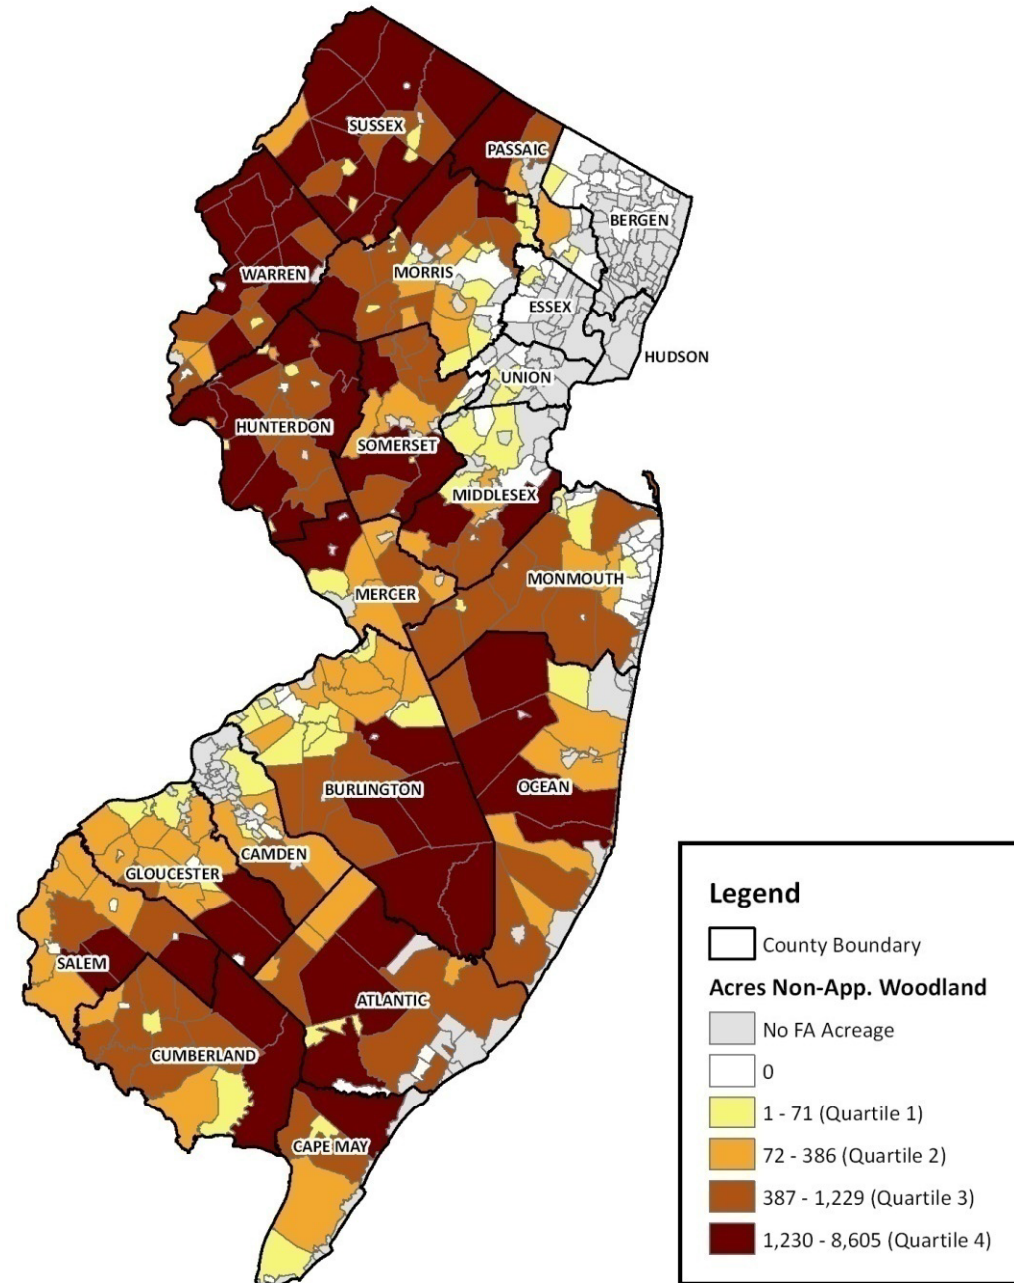 SUSSEX
PASSAIC
BERGEN
WARREN
MORRIS
ESSEX
HUDSON
UNION
HUNTERDON
SOMERSET
MIDDLESEX
MONMOUTH
MERCER
BURLINGTON
OCEAN
CAMDEN
GLOUCESTER
SALEM
ATLANTIC
CUMBERLAND
CAPE MAY
Legend
County Boundary
Acres Non-App. Woodland
No FA Acreage
0
1 - 71 (Quartile 1)
72 - 386 (Quartile 2)
387 - 1,229 (Quartile 3)
1,230 - 8,605 (Quartile 4)